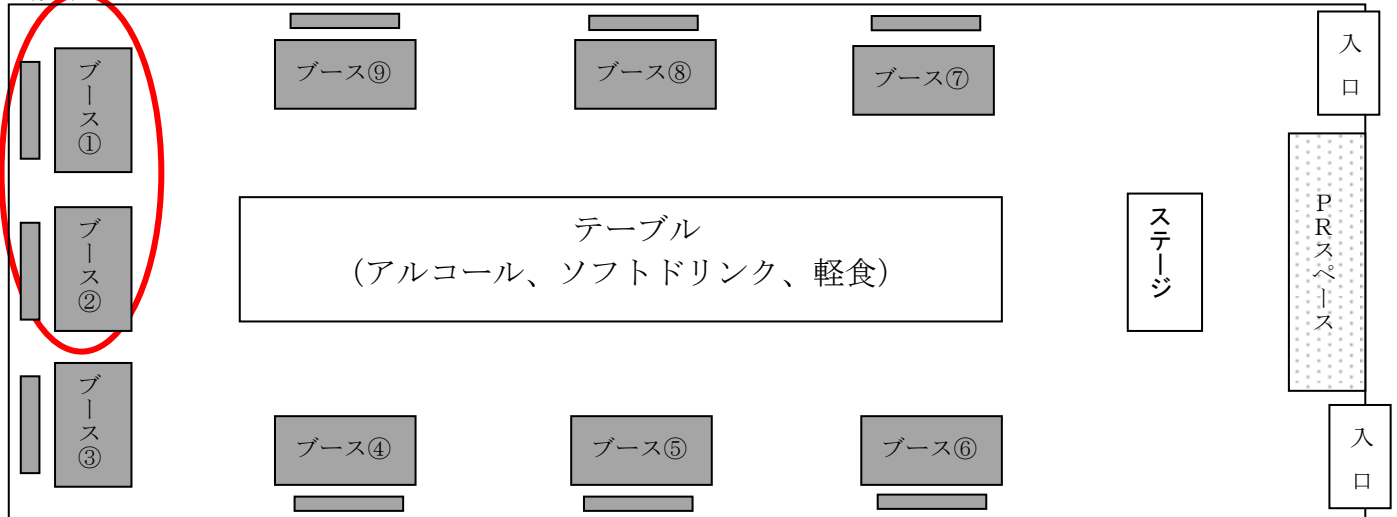 ブース⑨
ブース⑧
ブース⑦
入口
ブース①
ブース②
テーブル
(アルコール、ソフトドリンク、軽食)
ステージ
PRスペース
ブース③
ブース④
ブース⑤
ブース⑥
入口